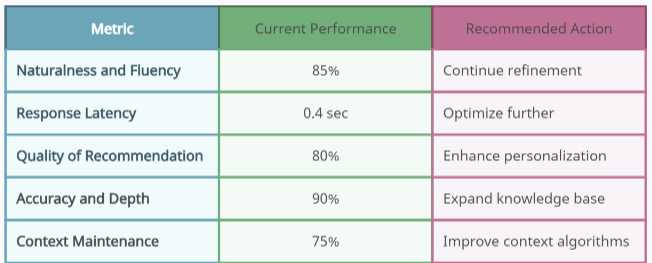 Metric Current Performance Recommended Action
Naturalness and Fluency 85% Continue refinement
Response Latency 0.4 sec Optimize further
Quality of Recommendation 80% Enhance personalization
Accuracy and Depth 90% Expand knowledge base
Context Maintenance 75% Improve context algorithms